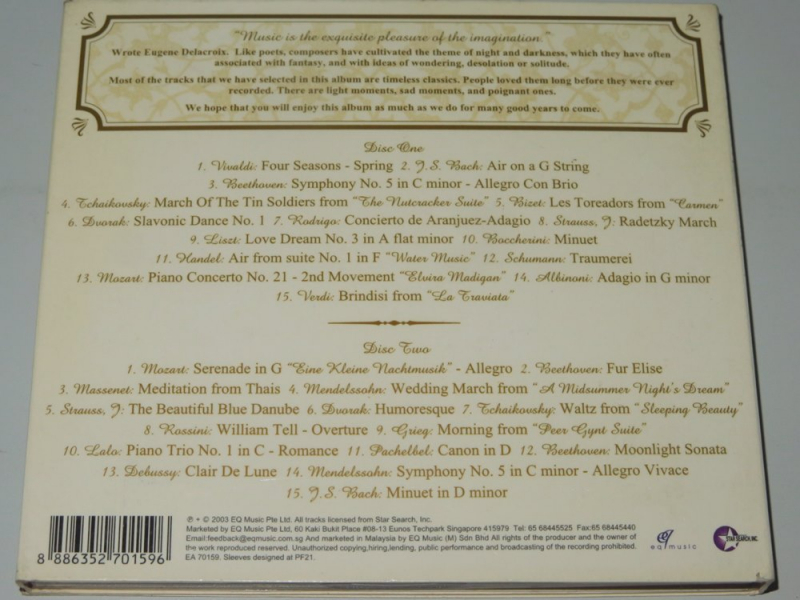 "Music is the exquisite pleasure of the imagination."
Wrote Eugene Delacroix. Like poets, composers have cultivated the theme of night and darkness, which they have often
associated with fantasy, and with ideas of wondering, desolation or solitude.
Most of the tracks that we have selected in this album are timeless classics. People loved them long before they were ever
recorded. There are light moments, sad moments, and poignant ones.
We hope that you will enjoy this album as much as we do for many good years to come.
Disc One
1. Vivaldi: Four Seasons - Spring 2. J.S. Bach: Air on a G String
3. Beethoven: Symphony No. 5 in C minor - Allegro Con Brio
4. Tchaikovsky: March Of The Tin Soldiers from "The Nutcracker Suite" 5. Bizet: Les Toreadors from "Carmen"
6. Dvorak: Slavonic Dance No. 1 7. Rodrigo: Concierto de Aranjuez-Adagio 8. Strauss, J: Radetzky March
9. Liszt: Love Dream No. 3 in A flat minor 10. Boccherini: Minuet
11. Handel: Air from suite No. 1 in F "Water Music" 12. Schumann: Traumerei
13. Mozart: Piano Concerto No. 21 - 2nd Movement "Elvira Madigan" 14. Albinoni: Adagio in G minor
15. Verdi: Brindisi from "La Traviata"
Disc Two
1. Mozart: Serenade in G "Eine Kleine Nachtmusik" - Allegro 2. Beethoven: Fur Elise
3. Massenet: Meditation from Thais 4. Mendelssohn: Wedding March from "A Midsummer Night's Dream"
5. Strauss, J: The Beautiful Blue Danube 6. Dvorak: Humoresque 7. Tchaikovsky: Waltz from "Sleeping Beauty"
8. Rossini: William Tell - Overture 9. Grieg: Morning from "Peer Gynt Suite"
10. Lalo: Piano Trio No. 1 in C - Romance 11. Pachelbel: Canon in D 12. Beethoven: Moonlight Sonata
13. Debussy: Clair De Lune 14. Mendelssohn: Symphony No. 5 in C minor - Allegro Vivace
15. J.S. Bach: Minuet in D minor
℗ + © 2003 EQ Music Pte Ltd. All tracks licensed from Star Search, Inc.
Marketed by EQ Music Pte Ltd, 60 Kaki Bukit Place #08-13 Eunos Techpark Singapore 415979 Tel: 65 68445525 Fax:65 68445440
Email:feedback@eqmusic.com.sg And marketed in Malaysia by EQ Music (M) Sdn Bhd All rights of the producer and the owner of
the work reproduced reserved. Unauthorized copying,hiring,lending, public performance and broadcasting of the recording prohibited.
EA 70159. Sleeves designed at PF21.
8 886352 701596
eq music
STAR SEARCH, INC.